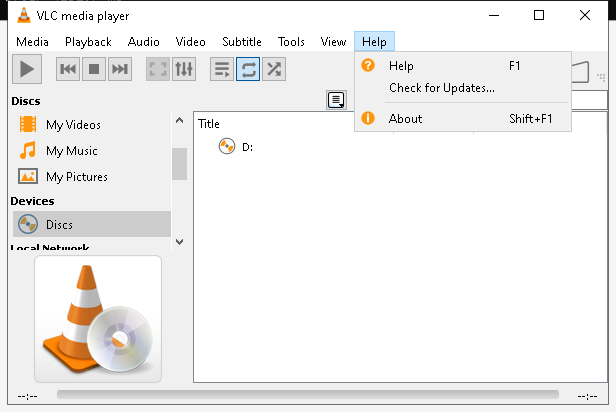 VLC media player
Media Playback Audio Video Subtitle Tools View Help
Help F1
Check for Updates...
About Shift+F1
Discs
My Videos
My Music
My Pictures
Devices
Discs
Local Network
Title
D:
--:-- --:--